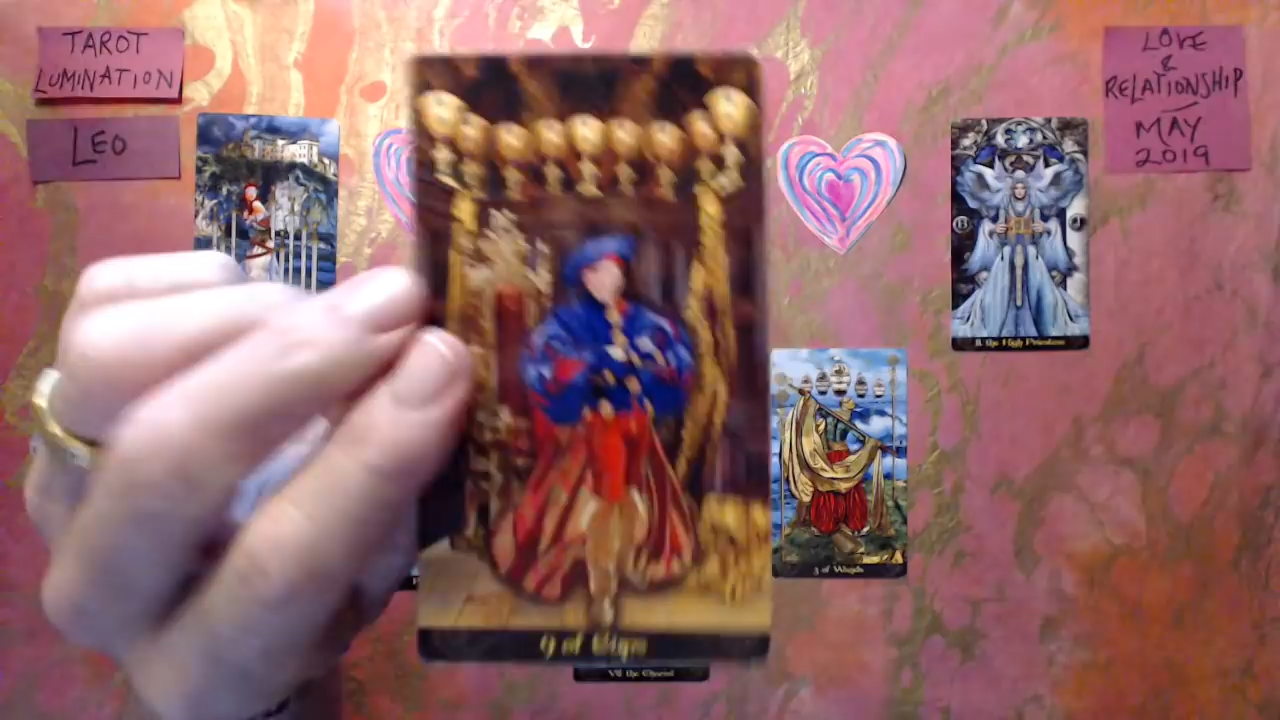 TAROT
LUMINATION
LEO
LOVE
&
RELATIONSHIP
MAY
2019
II. the High Priestess
3 of Wands
9 of Cups
VII the Chariot